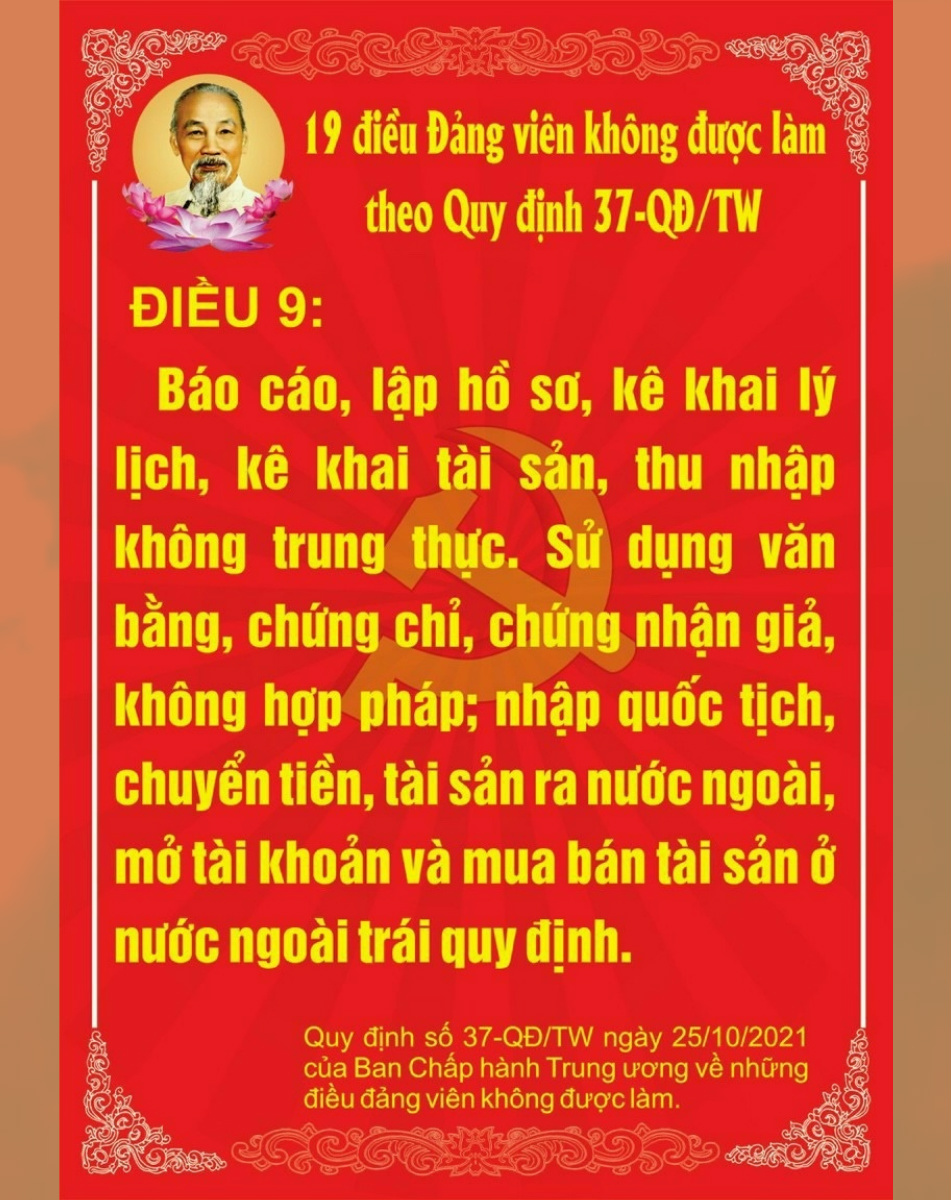 19 điều Đảng viên không được làm
theo Quy định 37-QĐ/TW
ĐIỀU 9:
Báo cáo, lập hồ sơ, kê khai lý
lịch, kê khai tài sản, thu nhập
không trung thực. Sử dụng văn
bằng, chứng chỉ, chứng nhận giả,
không hợp pháp; nhập quốc tịch,
chuyển tiền, tài sản ra nước ngoài,
mở tài khoản và mua bán tài sản ở
nước ngoài trái quy định.
Quy định số 37-QĐ/TW ngày 25/10/2021
của Ban Chấp hành Trung ương về những
điều đảng viên không được làm.